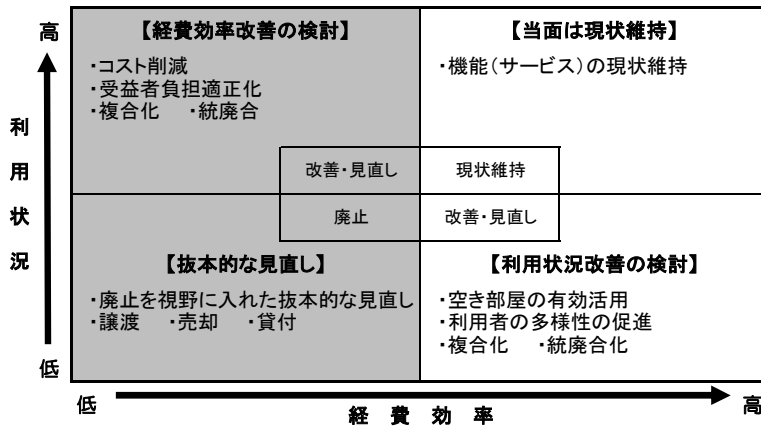 高
利
用
状
況
低
【経費効率改善の検討】
・コスト削減
・受益者負担適正化
・複合化　・統廃合
【当面は現状維持】
・機能(サービス)の現状維持
改善・見直し
現状維持
廃止
改善・見直し
【抜本的な見直し】
・廃止を視野に入れた抜本的な見直し
・譲渡　・売却　・貸付
【利用状況改善の検討】
・空き部屋の有効活用
・利用者の多様性の促進
・複合化　・統廃合化
低
経費効率
高